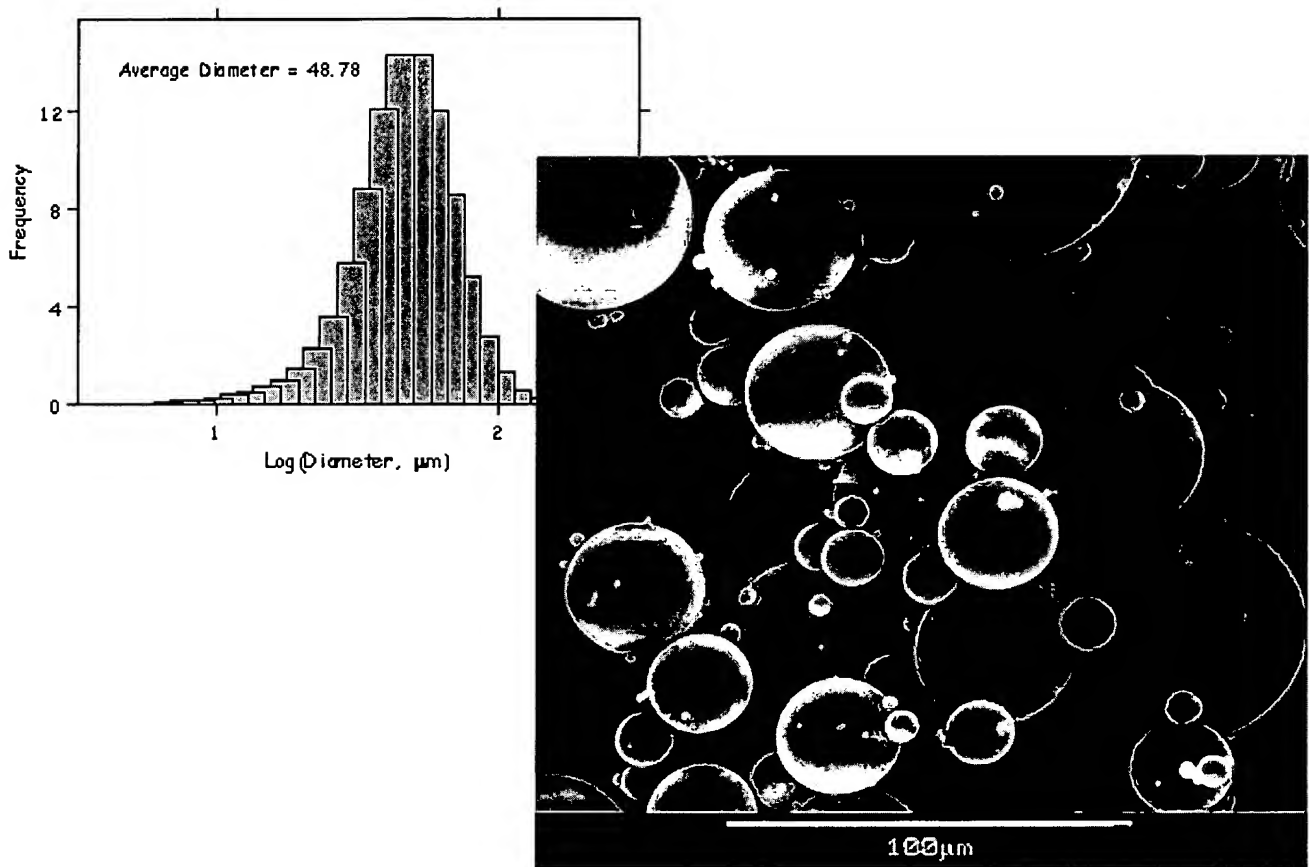 Average Diameter = 48.78
12
8
4
0
Frequency
1
2
Log(Diameter, µm)
100µm